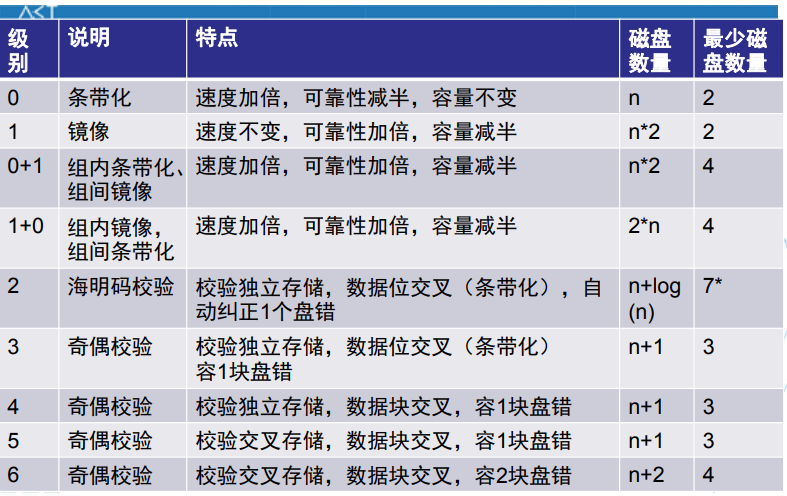 级别 说明 特点 磁盘数量 最少磁盘数量
0 条带化 速度加倍，可靠性减半，容量不变 n 2
1 镜像 速度不变，可靠性加倍，容量减半 n*2 2
0+1 组内条带化、组间镜像 速度加倍，可靠性加倍，容量减半 n*2 4
1+0 组内镜像，组间条带化 速度加倍，可靠性加倍，容量减半 2*n 4
2 海明码校验 校验独立存储，数据位交叉（条带化），自动纠正1个盘错 n+log(n) 7*
3 奇偶校验 校验独立存储，数据位交叉（条带化）容1块盘错 n+1 3
4 奇偶校验 校验独立存储，数据块交叉，容1块盘错 n+1 3
5 奇偶校验 校验交叉存储，数据块交叉，容1块盘错 n+1 3
6 奇偶校验 校验交叉存储，数据块交叉，容2块盘错 n+2 4